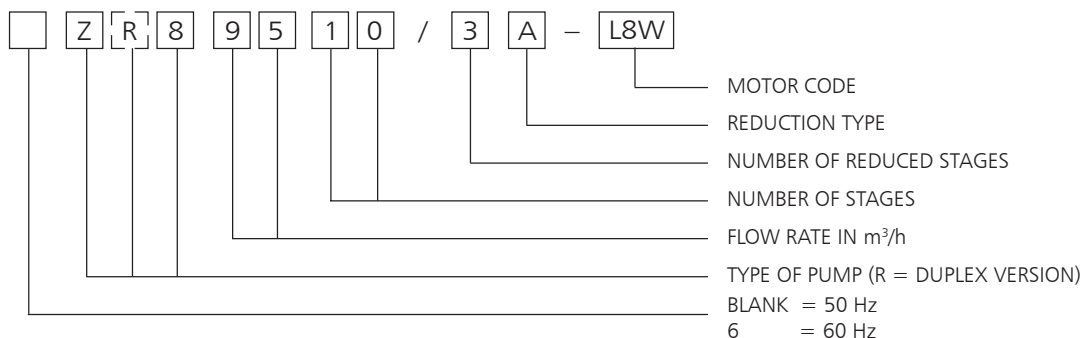 Z R 8 9 5 1 0 / 3 A – L8W
MOTOR CODE
REDUCTION TYPE
NUMBER OF REDUCED STAGES
NUMBER OF STAGES
FLOW RATE IN m³/h
TYPE OF PUMP (R = DUPLEX VERSION)
BLANK = 50 Hz
6 = 60 Hz